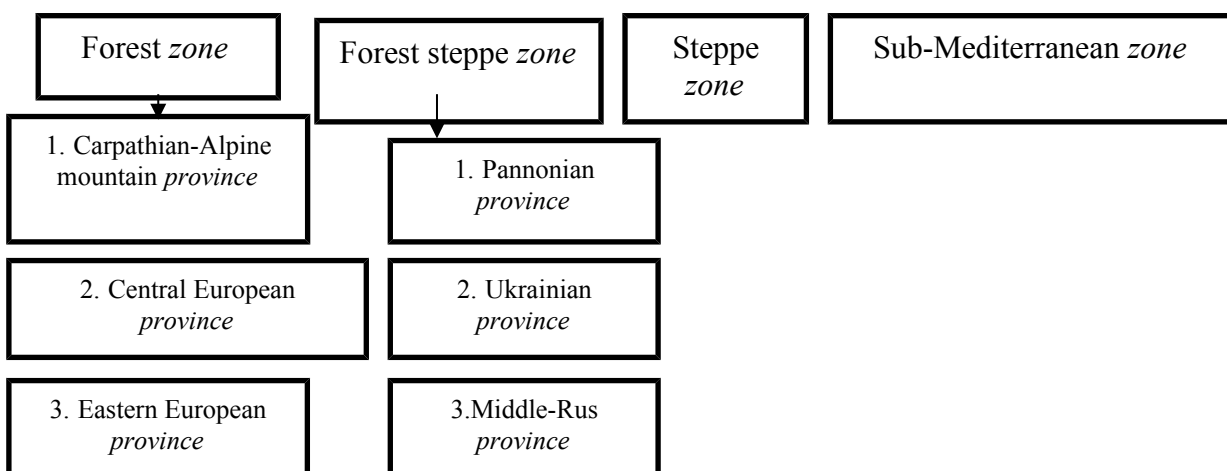 Forest zone
Forest steppe zone
Steppe
zone
Sub-Mediterranean zone
1. Carpathian-Alpine
mountain province
1. Pannonian
province
2. Central European
province
2. Ukrainian
province
3. Eastern European
province
3.Middle-Rus
province